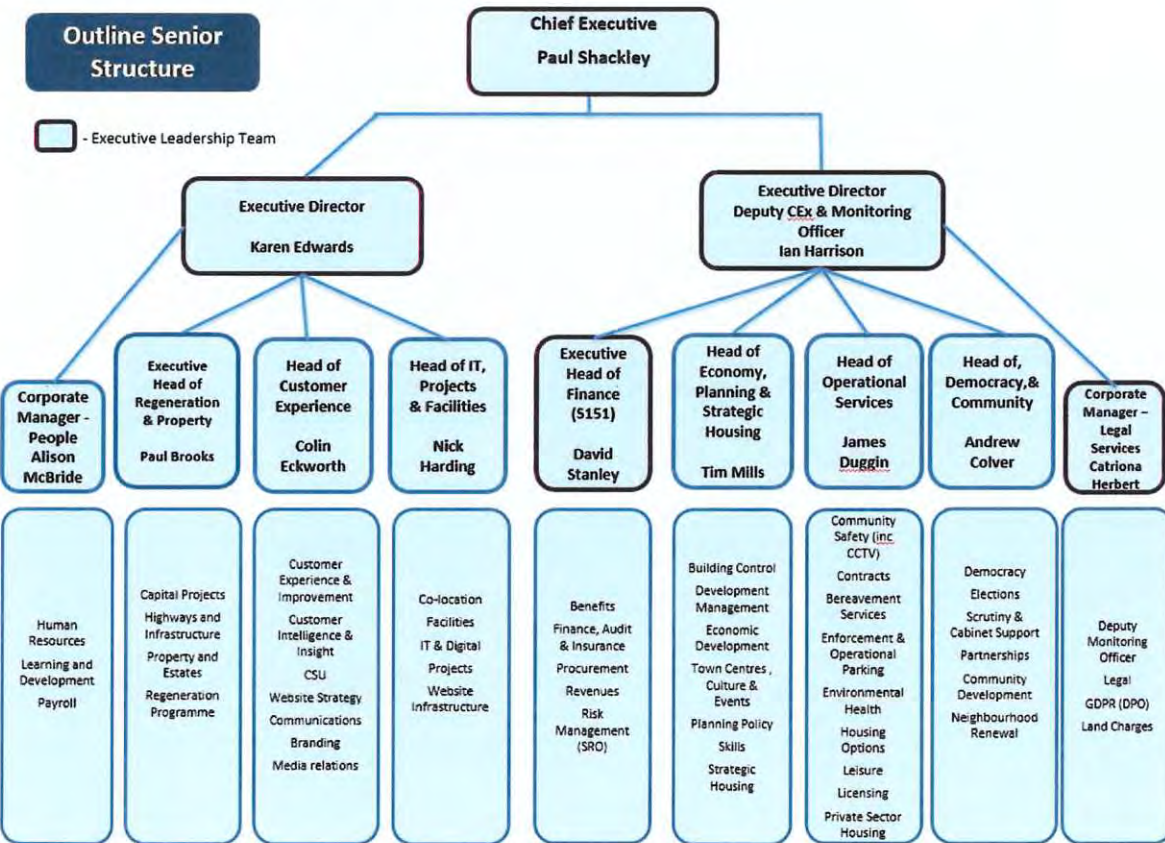 Outline Senior
Structure
- Executive Leadership Team
Chief Executive
Paul Shackley
Executive Director
Karen Edwards
Executive Director
Deputy CEx & Monitoring
Officer
Ian Harrison
Corporate
Manager -
People
Alison
McBride
Executive
Head of
Regeneration
& Property
Paul Brooks
Head of
Customer
Experience
Colin
Eckworth
Head of IT,
Projects
& Facilities
Nick
Harding
Executive
Head of
Finance
(S151)
David
Stanley
Head of
Economy,
Planning &
Strategic
Housing
Tim Mills
Head of
Operational
Services
James
Duggin
Head of,
Democracy,&
Community
Andrew
Colver
Corporate
Manager –
Legal
Services
Catriona
Herbert
Human
Resources
Learning and
Development
Payroll
Capital Projects
Highways and
Infrastructure
Property and
Estates
Regeneration
Programme
Customer
Experience &
Improvement
Customer
Intelligence &
Insight
CSU
Website Strategy
Communications
Branding
Media relations
Co-location
Facilities
IT & Digital
Projects
Website
Infrastructure
Benefits
Finance, Audit
& Insurance
Procurement
Revenues
Risk
Management
(SRO)
Building Control
Development
Management
Economic
Development
Town Centres ,
Culture &
Events
Planning Policy
Skills
Strategic
Housing
Community
Safety (inc
CCTV)
Contracts
Bereavement
Services
Enforcement &
Operational
Parking
Environmental
Health
Housing
Options
Leisure
Licensing
Private Sector
Housing
Democracy
Elections
Scrutiny &
Cabinet Support
Partnerships
Community
Development
Neighbourhood
Renewal
Deputy
Monitoring
Officer
Legal
GDPR (DPO)
Land Charges